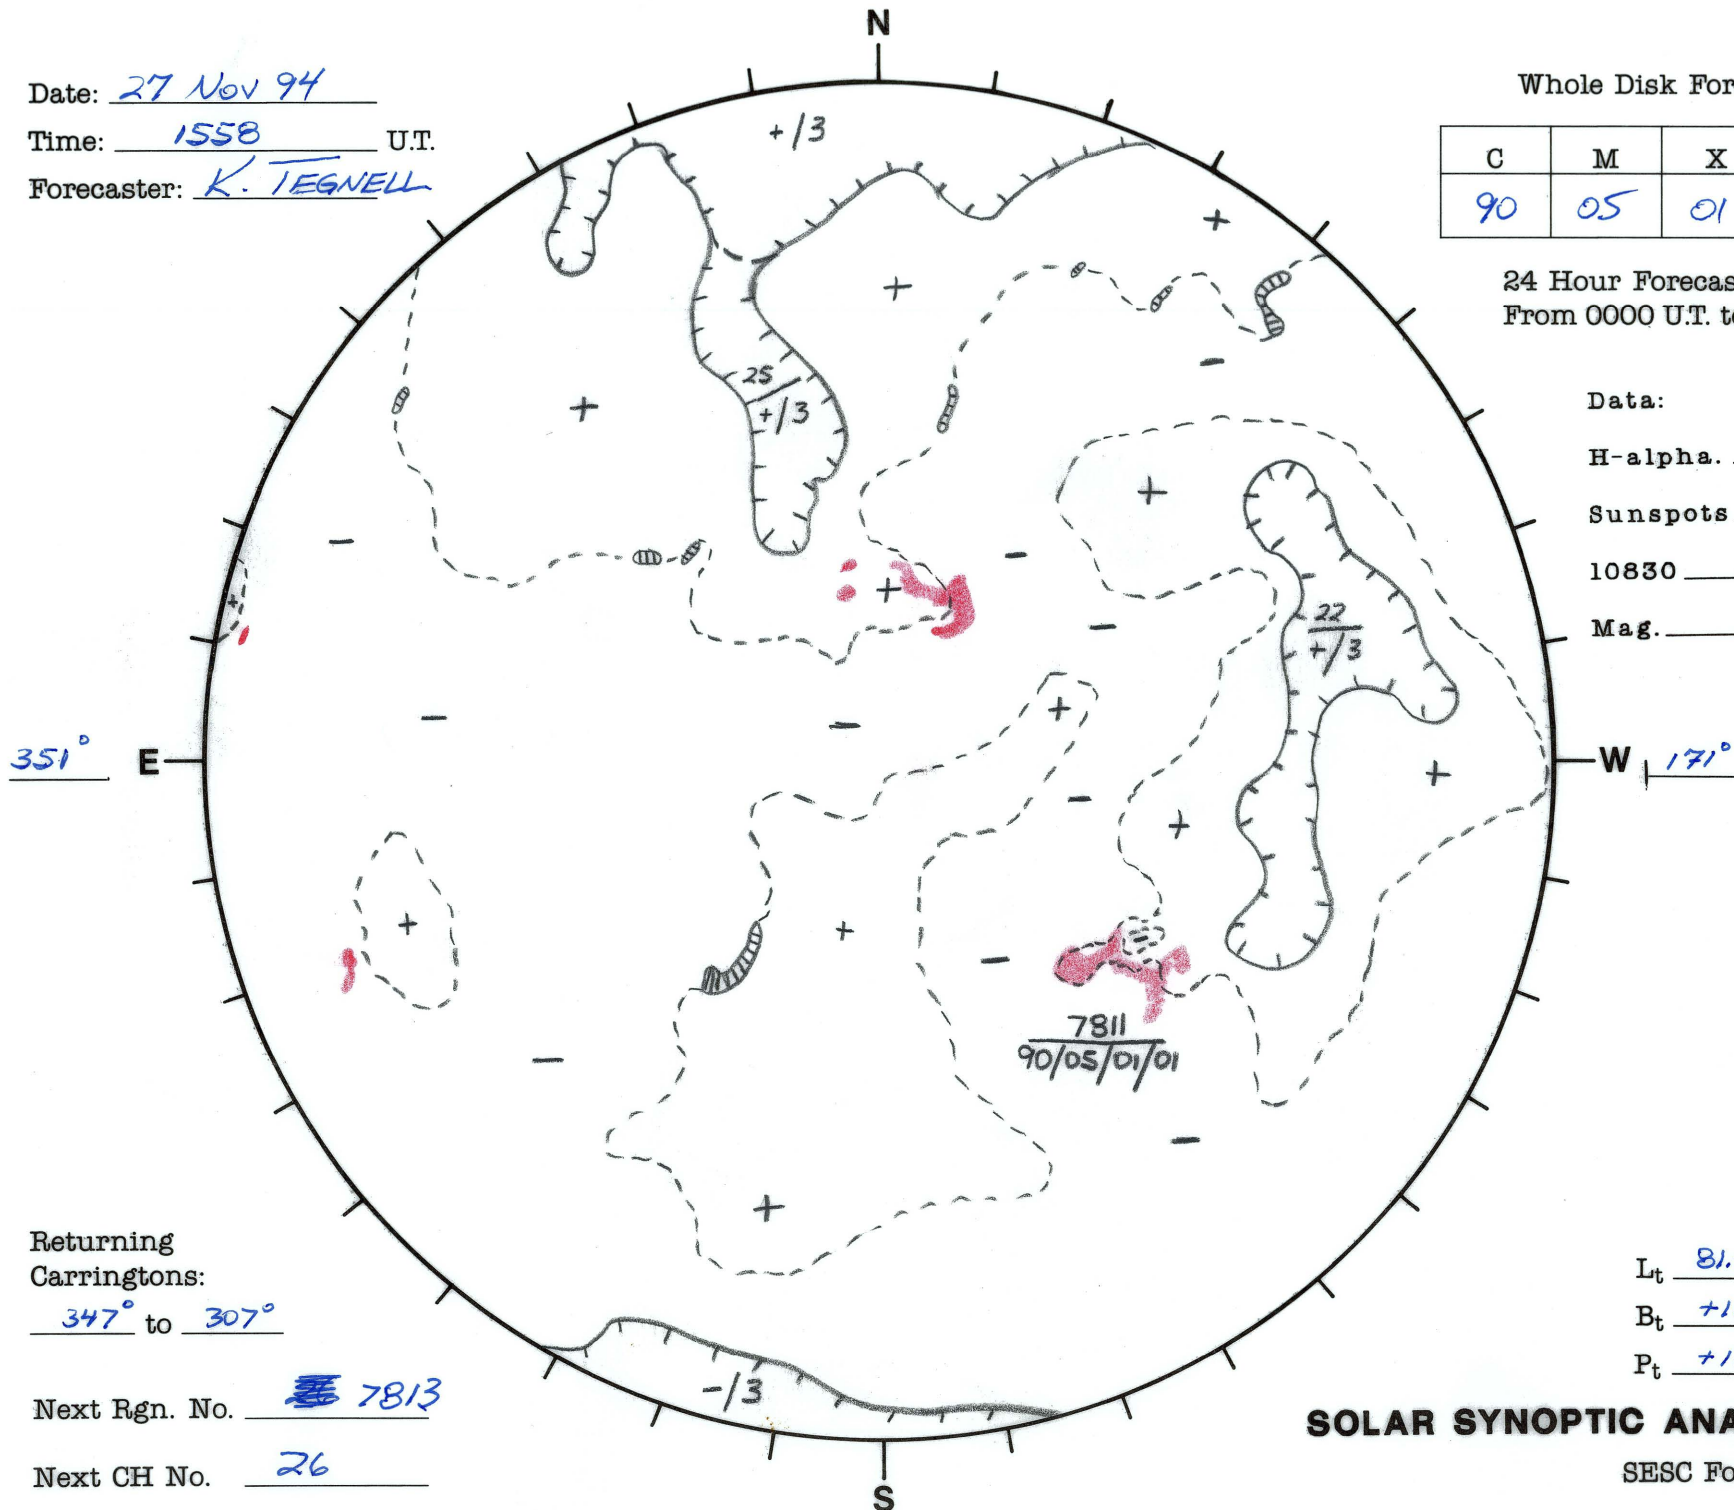 N
Date: 27 Nov 94
Time: 1558 U.T.
Forecaster: K. TEGNELL
Whole Disk For
C M X
90 05 01
24 Hour Forecas
From 0000 U.T. t
Data:
H-alpha.
Sunspots
10830
Mag.
+/3
+
+
-
25
+/3
+
+
-
-
+
+
-
22
+/3
-
-
+
351° E
W 171°
+
-
+
+
+
-
-
7811
90/05/01/01
-
-
+
Returning
Carringtons:
347° to 307°
Next Rgn. No. 7813
Next CH No. 26
-/3
Lt 81.
Bt +1
Pt +1
SOLAR SYNOPTIC ANA
SESC Fo
S